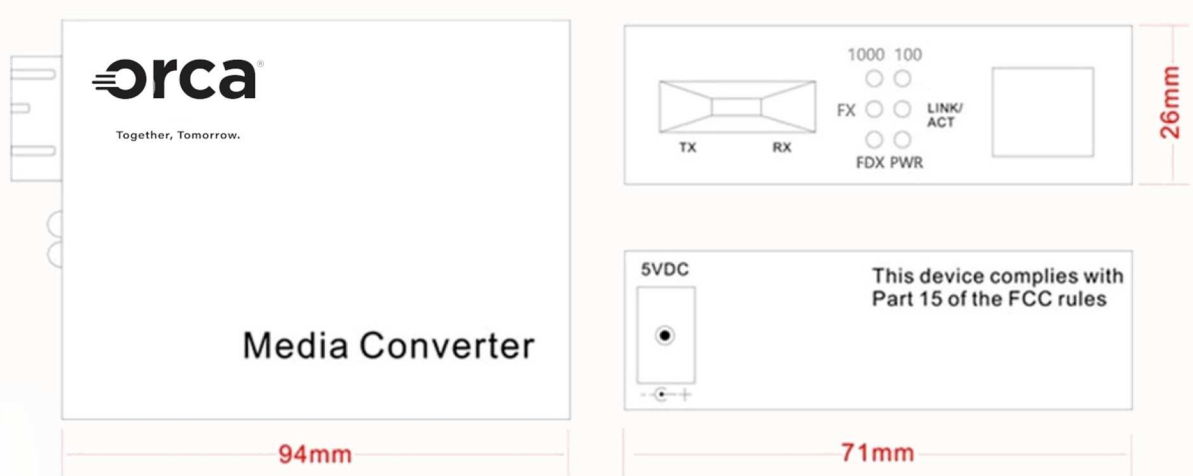 orca®
Together, Tomorrow.
Media Converter
94mm
1000 100
FX
LINK/
ACT
TX RX
FDX PWR
26mm
5VDC
This device complies with
Part 15 of the FCC rules
71mm